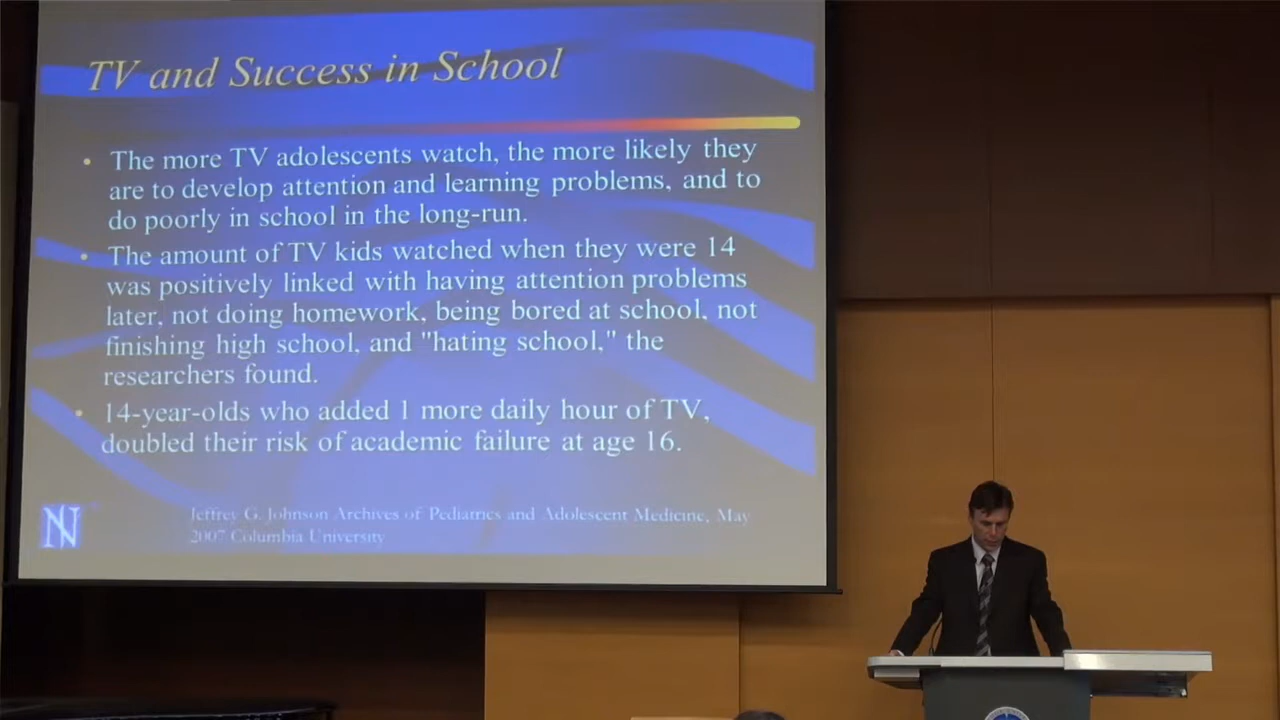 TV and Success in School
• The more TV adolescents watch, the more likely they
are to develop attention and learning problems, and to
do poorly in school in the long-run.
• The amount of TV kids watched when they were 14
was positively linked with having attention problems
later, not doing homework, being bored at school, not
finishing high school, and "hating school," the
researchers found.
• 14-year-olds who added 1 more daily hour of TV,
doubled their risk of academic failure at age 16.
Jeffrey G. Johnson Archives of Pediatrics and Adolescent Medicine, May
2007 Columbia University